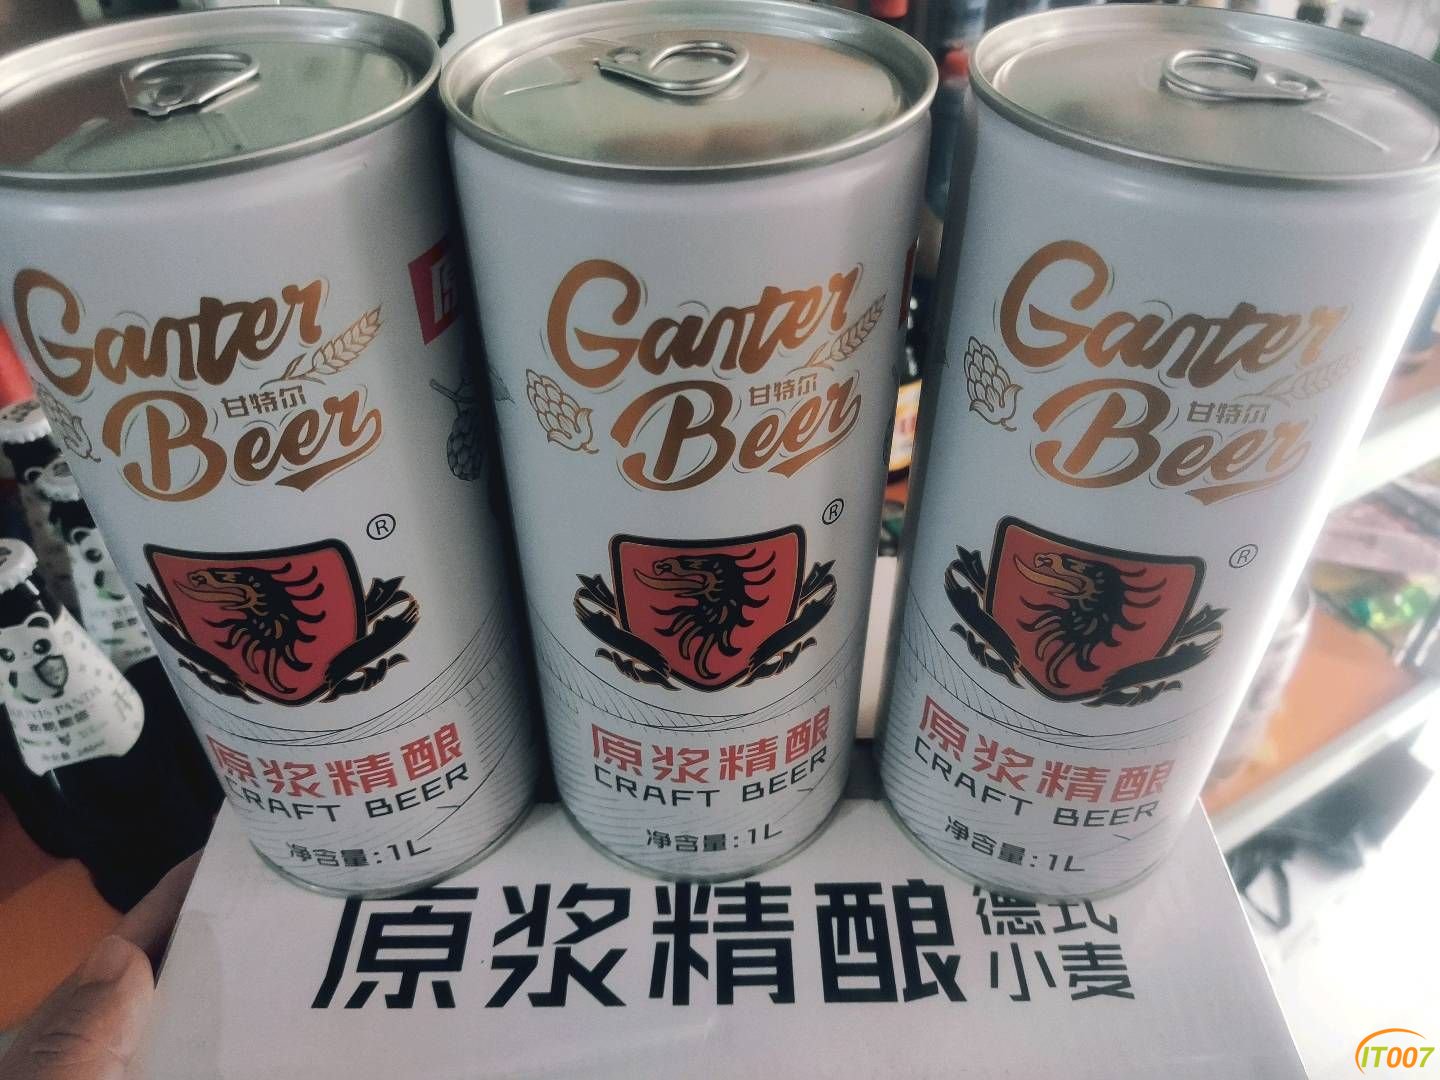 Ganter
Beer
甘特尔
®
原浆精酿
CRAFT BEER
净含量:1L
Ganter
Beer
甘特尔
®
原浆精酿
CRAFT BEER
净含量:1L
Ganter
Beer
甘特尔
®
原浆精酿
CRAFT BEER
净含量:1L
原浆精酿
德式
小麦
IT007